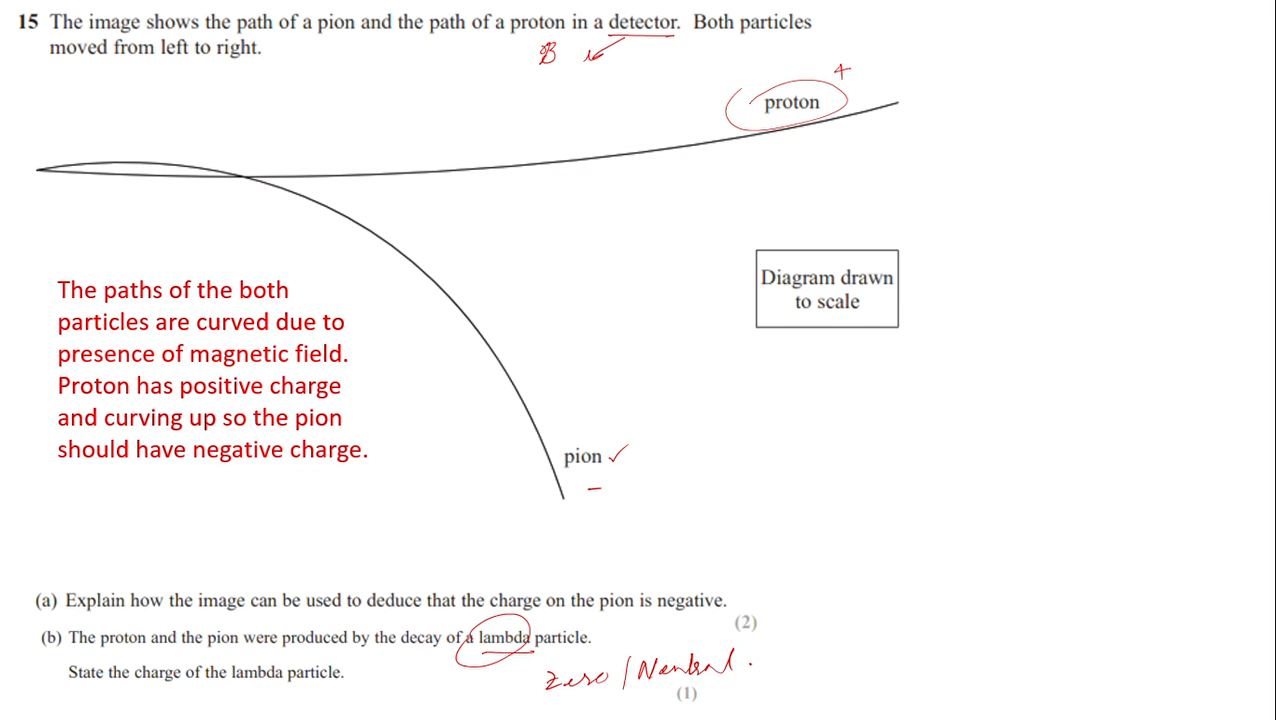 15 The image shows the path of a pion and the path of a proton in a detector. Both particles
moved from left to right.
B
+
proton
Diagram drawn
to scale
The paths of the both
particles are curved due to
presence of magnetic field.
Proton has positive charge
and curving up so the pion
should have negative charge.
pion ✓
–
(a) Explain how the image can be used to deduce that the charge on the pion is negative.
(2)
(b) The proton and the pion were produced by the decay of a lambda particle.
State the charge of the lambda particle.
Zero / Neutral.
(1)